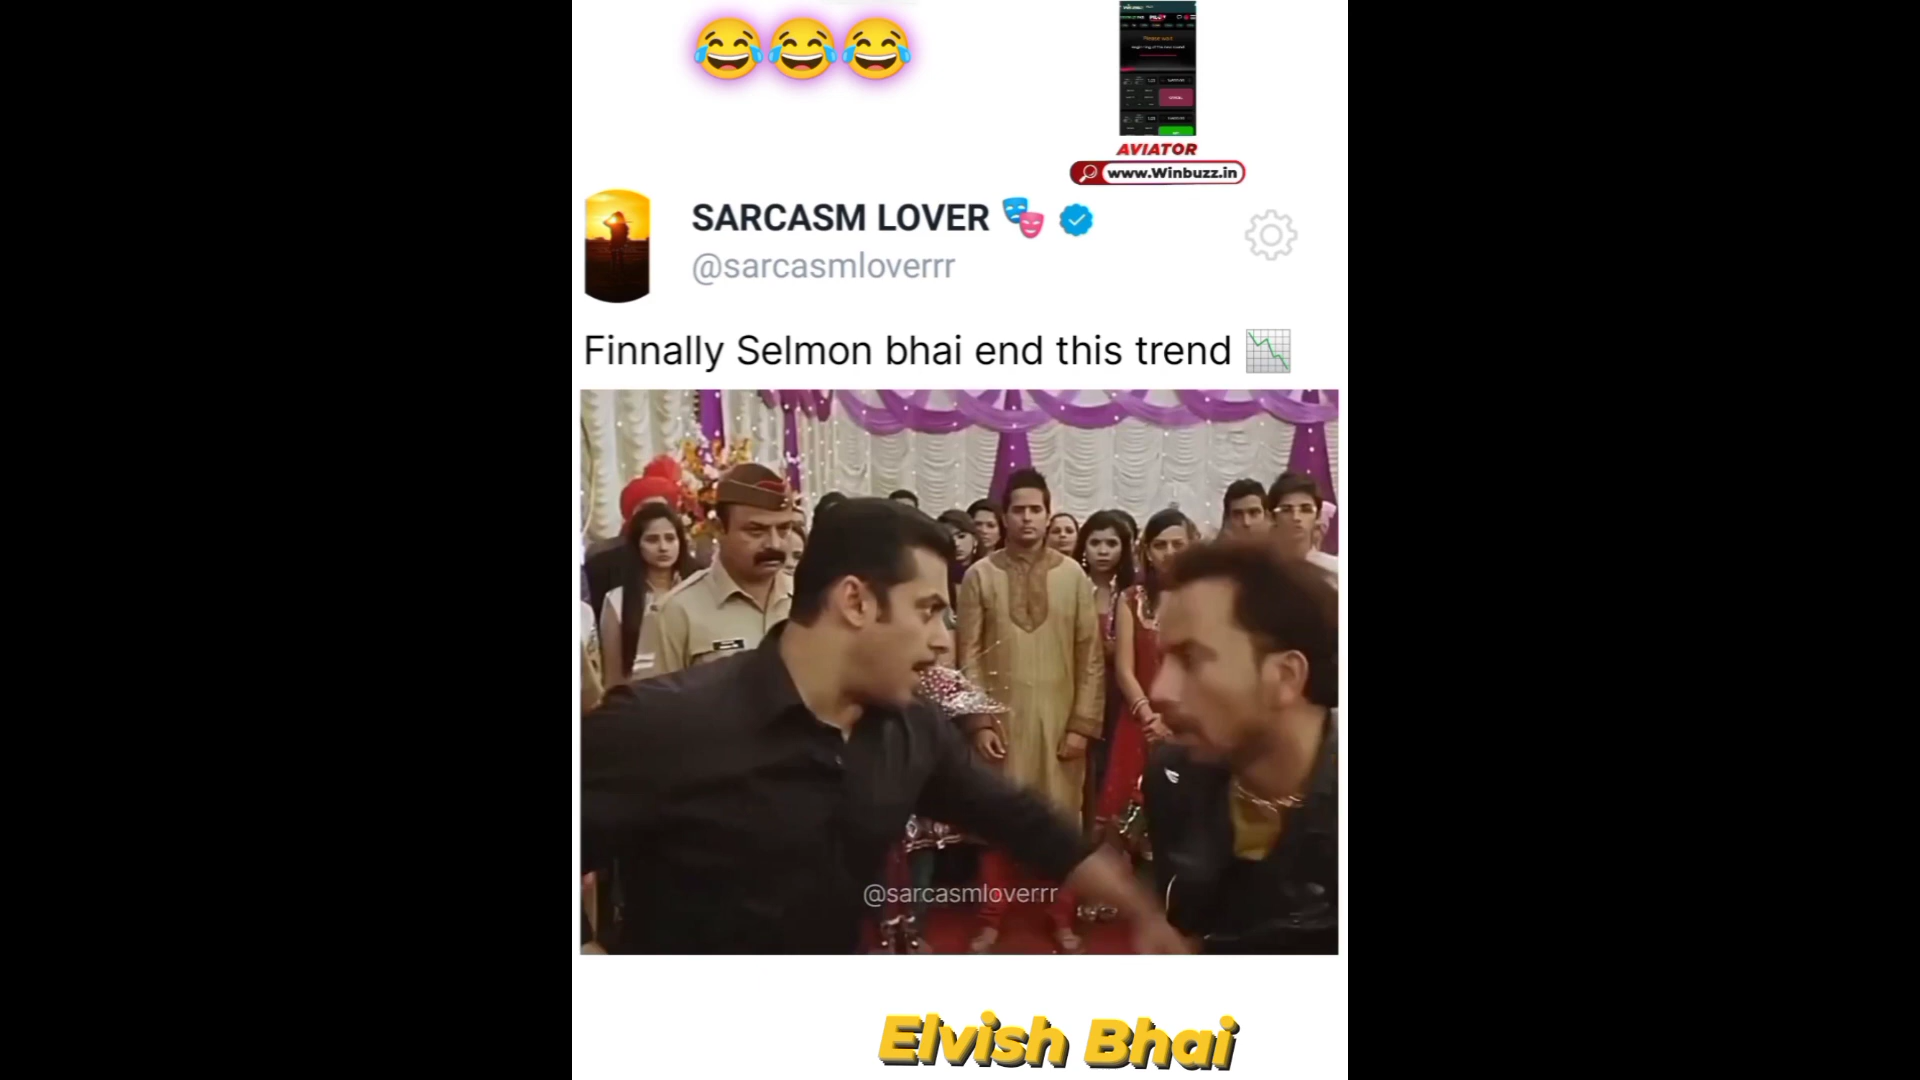 AVIATOR
www.Winbuzz.in
SARCASM LOVER
@sarcasmloverrr
Finnally Selmon bhai end this trend
@sarcasmloverrr
Elvish Bhai